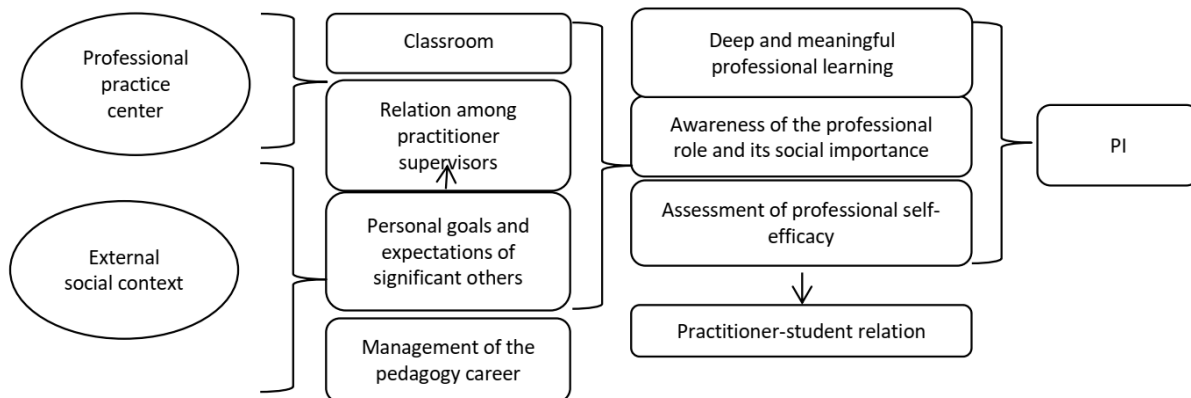 Professional
practice
center
External
social context
Classroom
Relation among
practitioner
supervisors
Personal goals and
expectations of
significant others
Management of the
pedagogy career
Deep and meaningful
professional learning
Awareness of the professional
role and its social importance
Assessment of professional self-
efficacy
Practitioner-student relation
PI